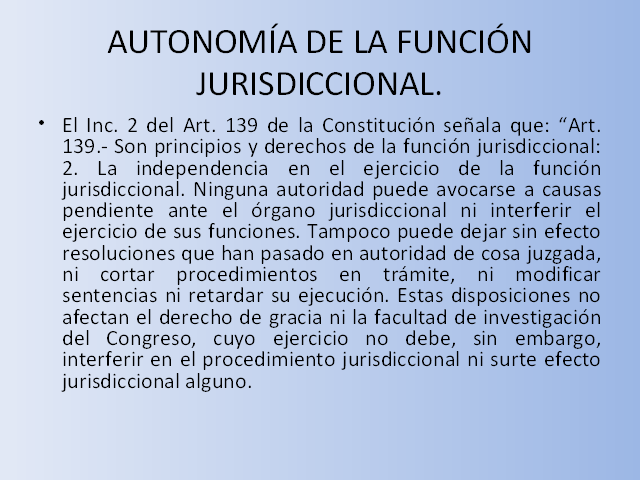 AUTONOMÍA DE LA FUNCIÓN
JURISDICCIONAL.
• El Inc. 2 del Art. 139 de la Constitución señala que: “Art.
139.- Son principios y derechos de la función jurisdiccional:
2. La independencia en el ejercicio de la función
jurisdiccional. Ninguna autoridad puede avocarse a causas
pendiente ante el órgano jurisdiccional ni interferir el
ejercicio de sus funciones. Tampoco puede dejar sin efecto
resoluciones que han pasado en autoridad de cosa juzgada,
ni cortar procedimientos en trámite, ni modificar
sentencias ni retardar su ejecución. Estas disposiciones no
afectan el derecho de gracia ni la facultad de investigación
del Congreso, cuyo ejercicio no debe, sin embargo,
interferir en el procedimiento jurisdiccional ni surte efecto
jurisdiccional alguno.